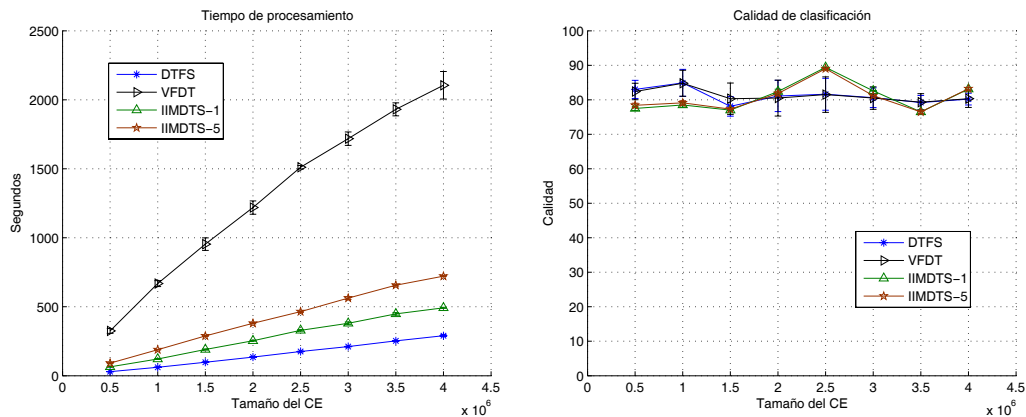 Tiempo de procesamiento
2500
2000
1500
1000
500
0
Segundos
DTFS
VFDT
IIMDTS-1
IIMDTS-5
0 0.5 1 1.5 2 2.5 3 3.5 4 4.5
Tamaño del CE
x 10^6
Calidad de clasificación
100
90
80
70
60
50
40
30
20
10
0
Calidad
DTFS
VFDT
IIMDTS-1
IIMDTS-5
0 0.5 1 1.5 2 2.5 3 3.5 4 4.5
Tamaño del CE
x 10^6